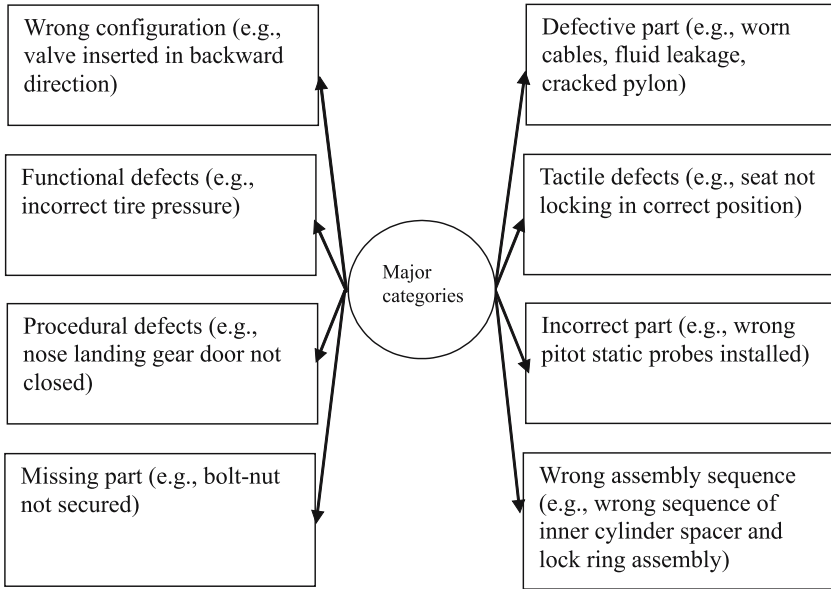 Wrong configuration (e.g.,
valve inserted in backward
direction)
Defective part (e.g., worn
cables, fluid leakage,
cracked pylon)
Functional defects (e.g.,
incorrect tire pressure)
Tactile defects (e.g., seat not
locking in correct position)
Major
categories
Procedural defects (e.g.,
nose landing gear door not
closed)
Incorrect part (e.g., wrong
pitot static probes installed)
Missing part (e.g., bolt-nut
not secured)
Wrong assembly sequence
(e.g., wrong sequence of
inner cylinder spacer and
lock ring assembly)